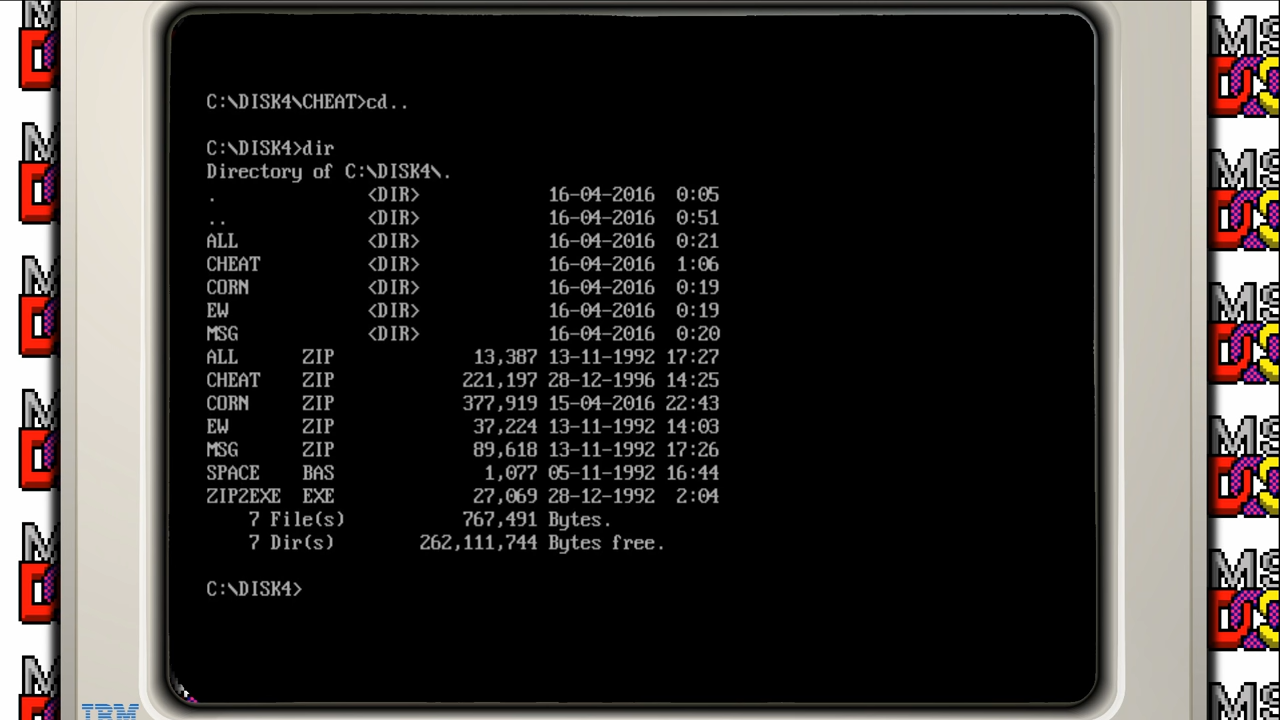 C:\DISK4\CHEAT>cd..
C:\DISK4>dir
Directory of C:\DISK4\.
. <DIR> 16-04-2016 0:05
.. <DIR> 16-04-2016 0:51
ALL <DIR> 16-04-2016 0:21
CHEAT <DIR> 16-04-2016 1:06
CORN <DIR> 16-04-2016 0:19
EW <DIR> 16-04-2016 0:19
MSG <DIR> 16-04-2016 0:20
ALL ZIP 13,387 13-11-1992 17:27
CHEAT ZIP 221,197 28-12-1996 14:25
CORN ZIP 377,919 15-04-2016 22:43
EW ZIP 37,224 13-11-1992 14:03
MSG ZIP 89,618 13-11-1992 17:26
SPACE BAS 1,077 05-11-1992 16:44
ZIP2EXE EXE 27,069 28-12-1992 2:04
7 File(s) 767,491 Bytes.
7 Dir(s) 262,111,744 Bytes free.
C:\DISK4>
IBM